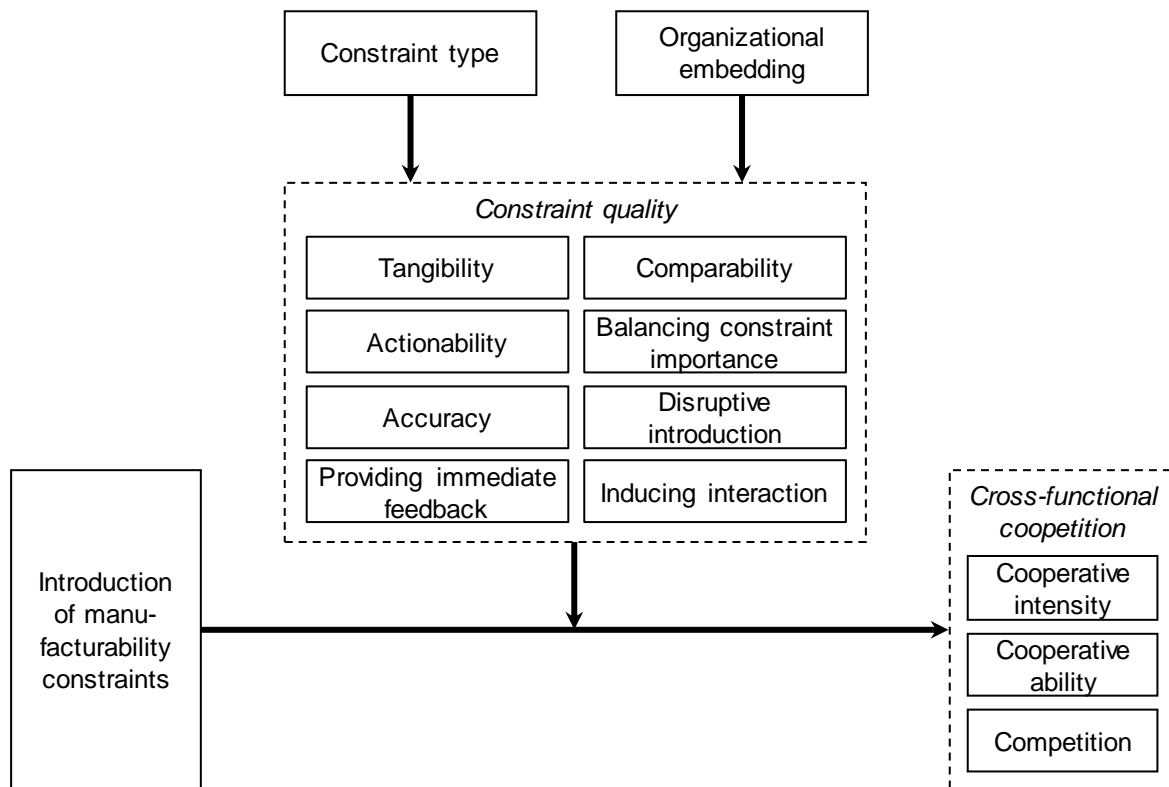 Constraint type
Organizational
embedding
Constraint quality
Tangibility
Comparability
Actionability
Balancing constraint
importance
Accuracy
Disruptive
introduction
Providing immediate
feedback
Inducing interaction
Introduction
of manu-
facturability
constraints
Cross-functional
coopetition
Cooperative
intensity
Cooperative
ability
Competition